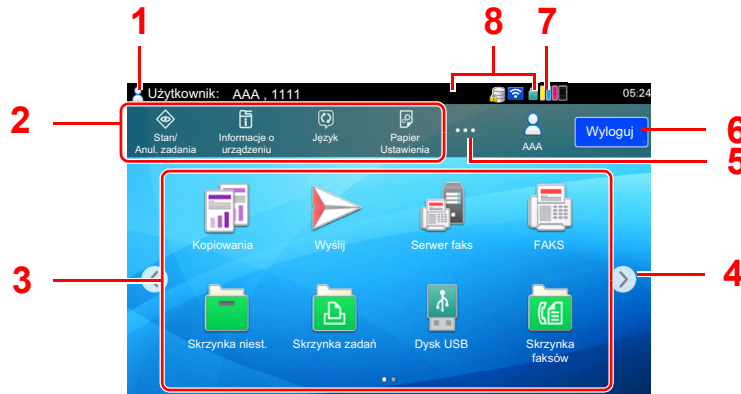 1
8
7
Użytkownik: AAA , 1111
05:24
2
Stan/
Anul. zadania
Informacje o
urządzeniu
Język
Papier
Ustawienia
AAA
Wyloguj
6
5
Kopiowania
Wyślij
Serwer faks
FAKS
3
4
Skrzynka niest.
Skrzynka zadań
Dysk USB
Skrzynka
faksów